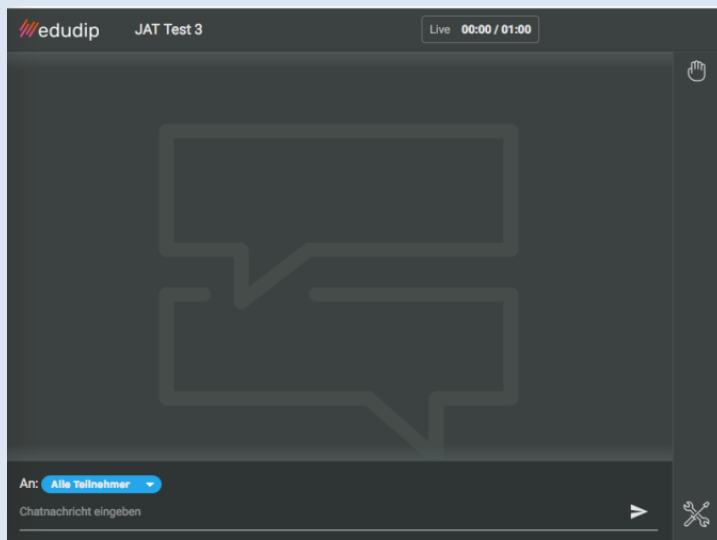 edudip JAT Test 3 Live 00:00 / 01:00
An: Alle Teilnehmer
Chatnachricht eingeben